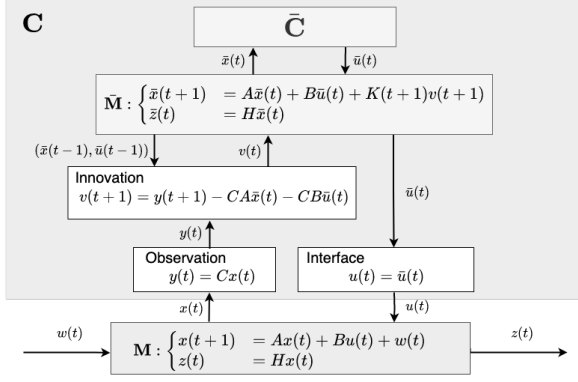 C
C̄
x̄(t)
ū(t)
M̄ : { x̄(t + 1) = Ax̄(t) + Bū(t) + K(t + 1)v(t + 1)
z̄(t) = Hx̄(t)
(x̄(t−1), ū(t−1))
v(t)
Innovation
v(t + 1) = y(t + 1) − CAx̄(t) − CBū(t)
ū(t)
y(t)
Observation
y(t) = Cx(t)
Interface
u(t) = ū(t)
x(t)
u(t)
w(t)
M : { x(t + 1) = Ax(t) + Bu(t) + w(t)
z(t) = Hx(t)
z(t)